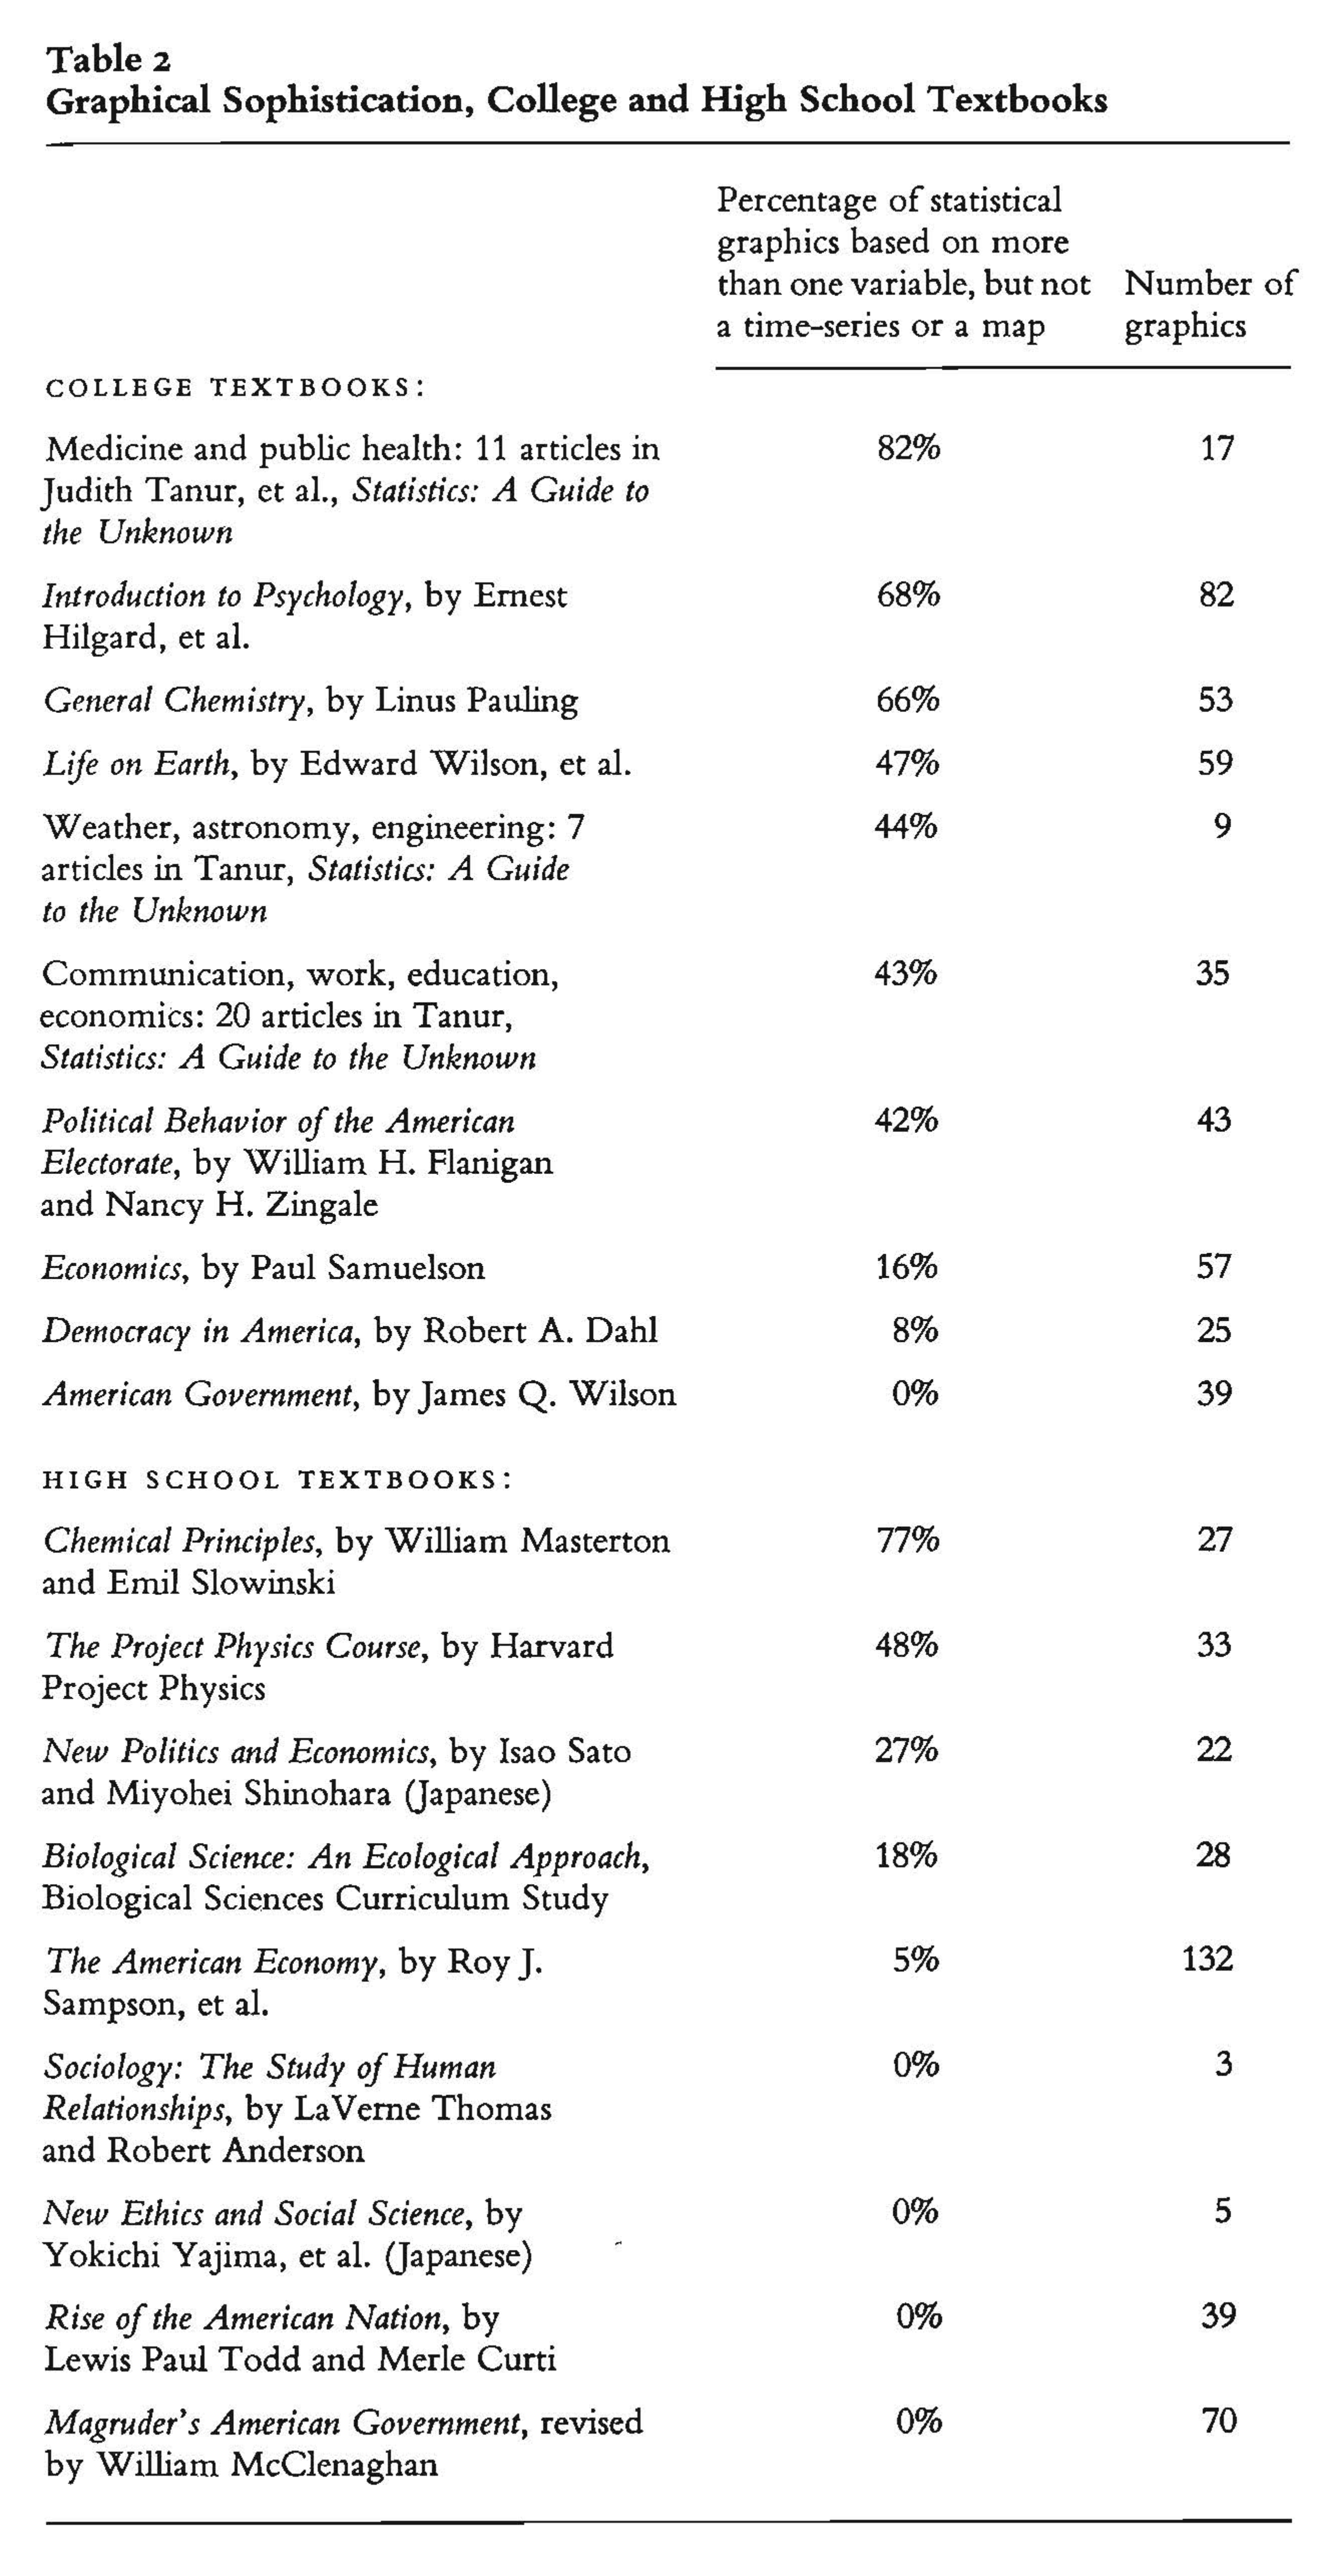 Table 2
Graphical Sophistication, College and High School Textbooks
Percentage of statistical
graphics based on more
than one variable, but not Number of
a time-series or a map graphics
COLLEGE TEXTBOOKS:
Medicine and public health: 11 articles in 82% 17
Judith Tanur, et al., Statistics: A Guide to
the Unknown
Introduction to Psychology, by Ernest 68% 82
Hilgard, et al.
General Chemistry, by Linus Pauling 66% 53
Life on Earth, by Edward Wilson, et al. 47% 59
Weather, astronomy, engineering: 7 44% 9
articles in Tanur, Statistics: A Guide
to the Unknown
Communication, work, education, 43% 35
economics: 20 articles in Tanur,
Statistics: A Guide to the Unknown
Political Behavior of the American 42% 43
Electorate, by William H. Flanigan
and Nancy H. Zingale
Economics, by Paul Samuelson 16% 57
Democracy in America, by Robert A. Dahl 8% 25
American Government, by James Q. Wilson 0% 39
HIGH SCHOOL TEXTBOOKS:
Chemical Principles, by William Masterton 77% 27
and Emil Slowinski
The Project Physics Course, by Harvard 48% 33
Project Physics
New Politics and Economics, by Isao Sato 27% 22
and Miyohei Shinohara (Japanese)
Biological Science: An Ecological Approach, 18% 28
Biological Sciences Curriculum Study
The American Economy, by Roy J. 5% 132
Sampson, et al.
Sociology: The Study of Human 0% 3
Relationships, by LaVerne Thomas
and Robert Anderson
New Ethics and Social Science, by 0% 5
Yokichi Yajima, et al. (Japanese)
Rise of the American Nation, by 0% 39
Lewis Paul Todd and Merle Curti
Magruder's American Government, revised 0% 70
by William McClenaghan